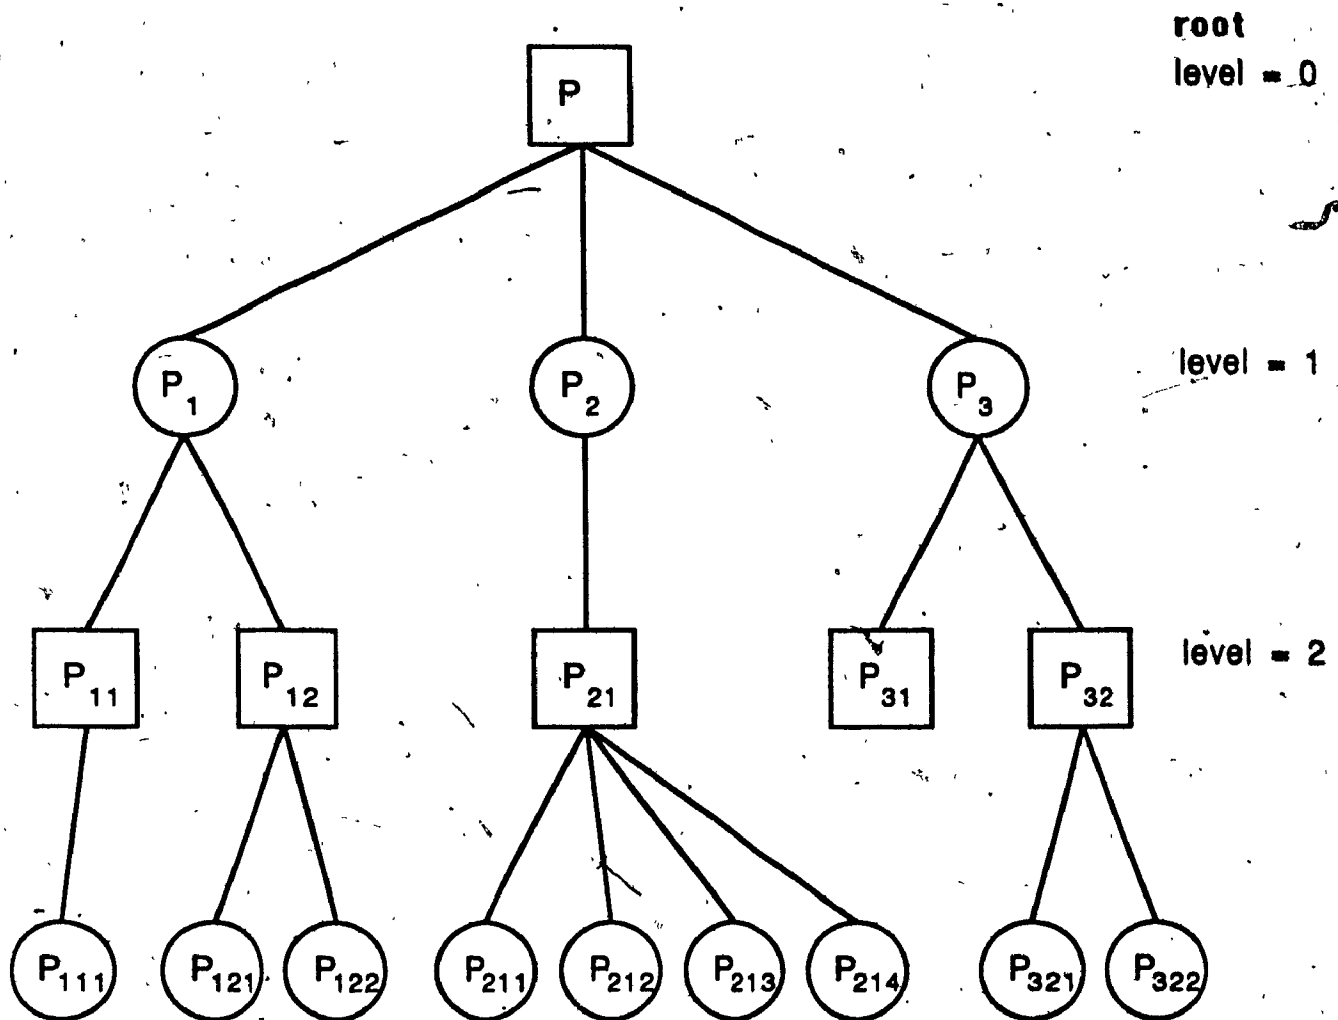 root
level = 0
P
P1
P2
P3
level = 1
P11
P12
P21
P31
P32
level = 2
P111
P121
P122
P211
P212
P213
P214
P321
P322